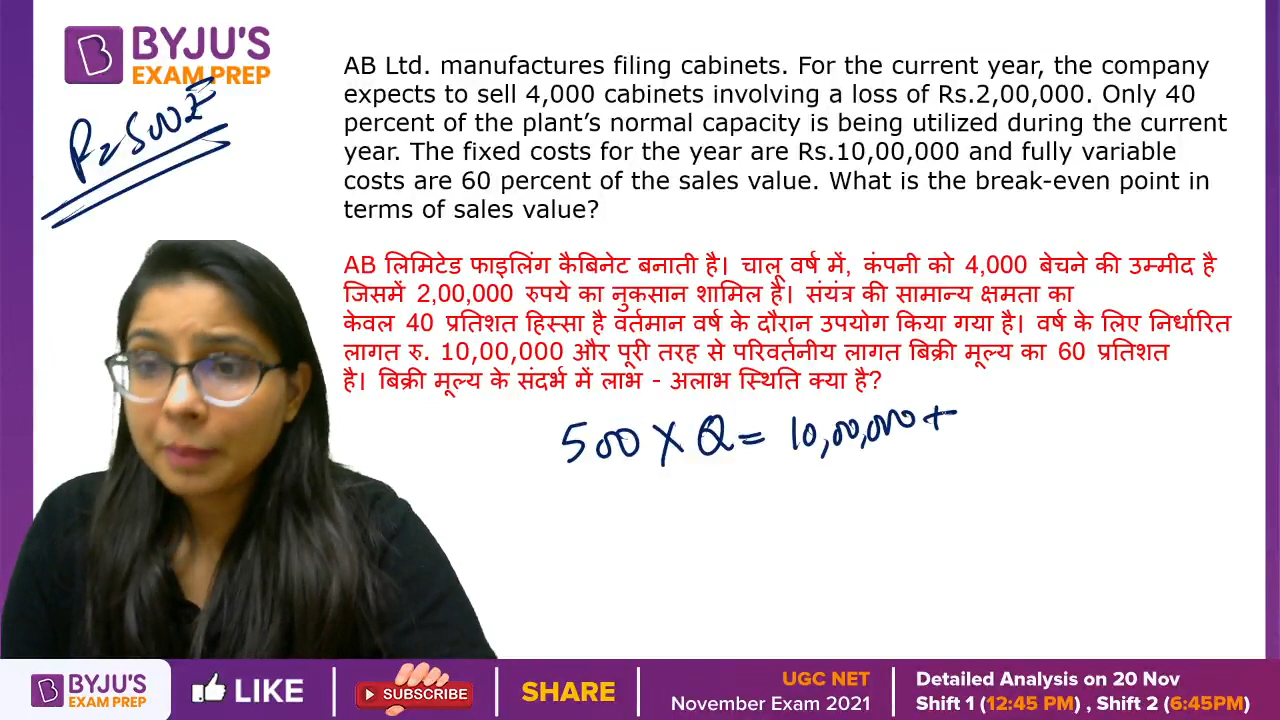 BYJU'S
EXAM PREP
P = 500
AB Ltd. manufactures filing cabinets. For the current year, the company
expects to sell 4,000 cabinets involving a loss of Rs.2,00,000. Only 40
percent of the plant's normal capacity is being utilized during the current
year. The fixed costs for the year are Rs.10,00,000 and fully variable
costs are 60 percent of the sales value. What is the break-even point in
terms of sales value?
AB लिमिटेड फाइलिंग कैबिनेट बनाती है। चालू वर्ष में, कंपनी को 4,000 बेचने की उम्मीद है
जिसमें 2,00,000 रुपये का नुकसान शामिल है। संयंत्र की सामान्य क्षमता का
केवल 40 प्रतिशत हिस्सा है वर्तमान वर्ष के दौरान उपयोग किया गया है। वर्ष के लिए निर्धारित
लागत रु. 10,00,000 और पूरी तरह से परिवर्तनीय लागत बिक्री मूल्य का 60 प्रतिशत
है। बिक्री मूल्य के संदर्भ में लाभ - अलाभ स्थिति क्या है?
500 X Q = 10,00,000 +
BYJU'S
EXAM PREP
LIKE
SUBSCRIBE
SHARE
UGC NET
November Exam 2021
Detailed Analysis on 20 Nov
Shift 1 (12:45 PM) , Shift 2 (6:45PM)